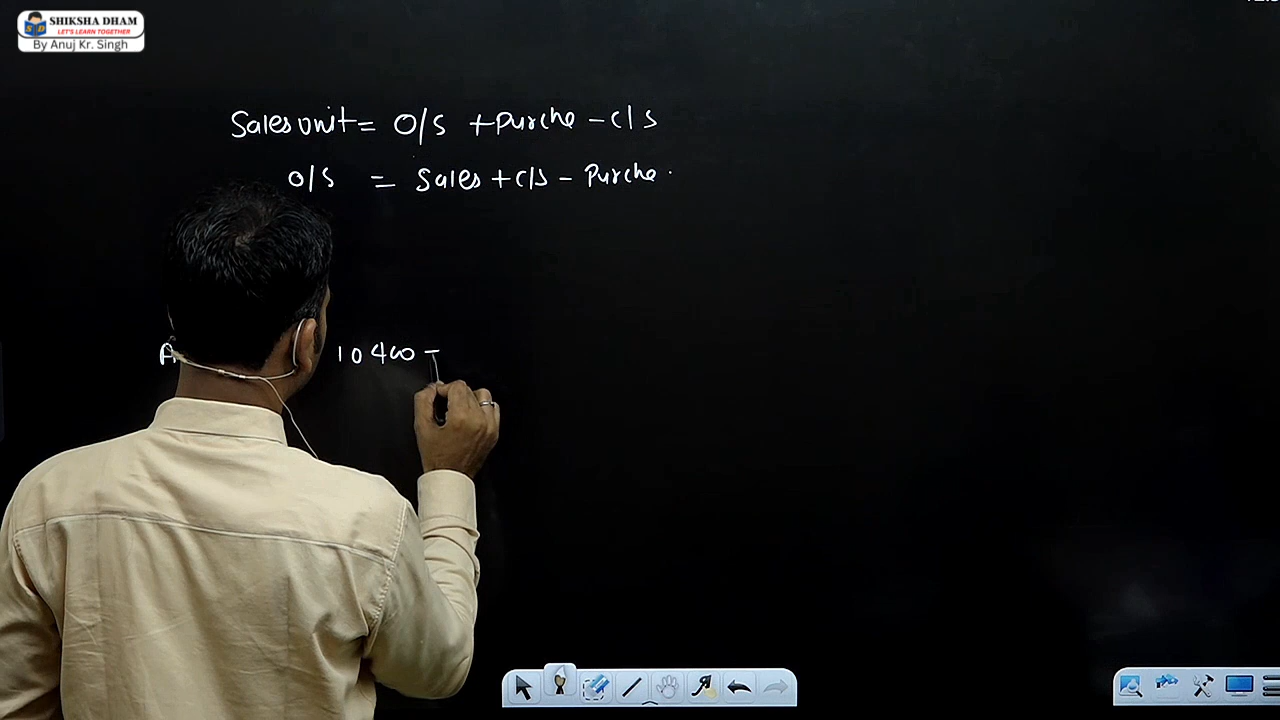 SHIKSHA DHAM
LET'S LEARN TOGETHER
By Anuj Kr. Singh
Sales unit = O/S + Purche - C/S
O/S = Sales + C/S - Purche.
A 10400